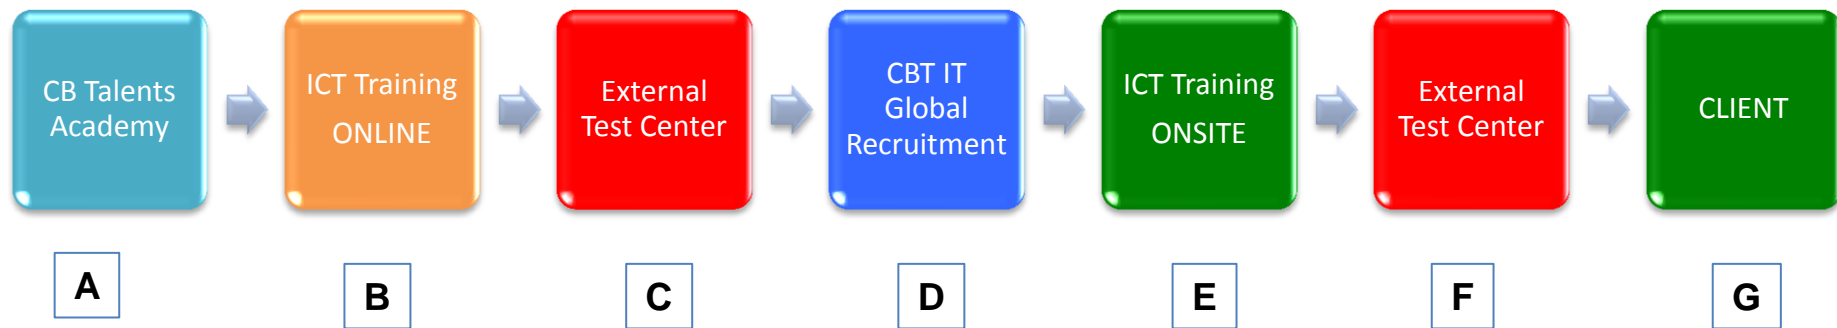 CB Talents
Academy
ICT Training
ONLINE
External
Test Center
CBT IT
Global
Recruitment
ICT Training
ONSITE
External
Test Center
CLIENT
A
B
C
D
E
F
G